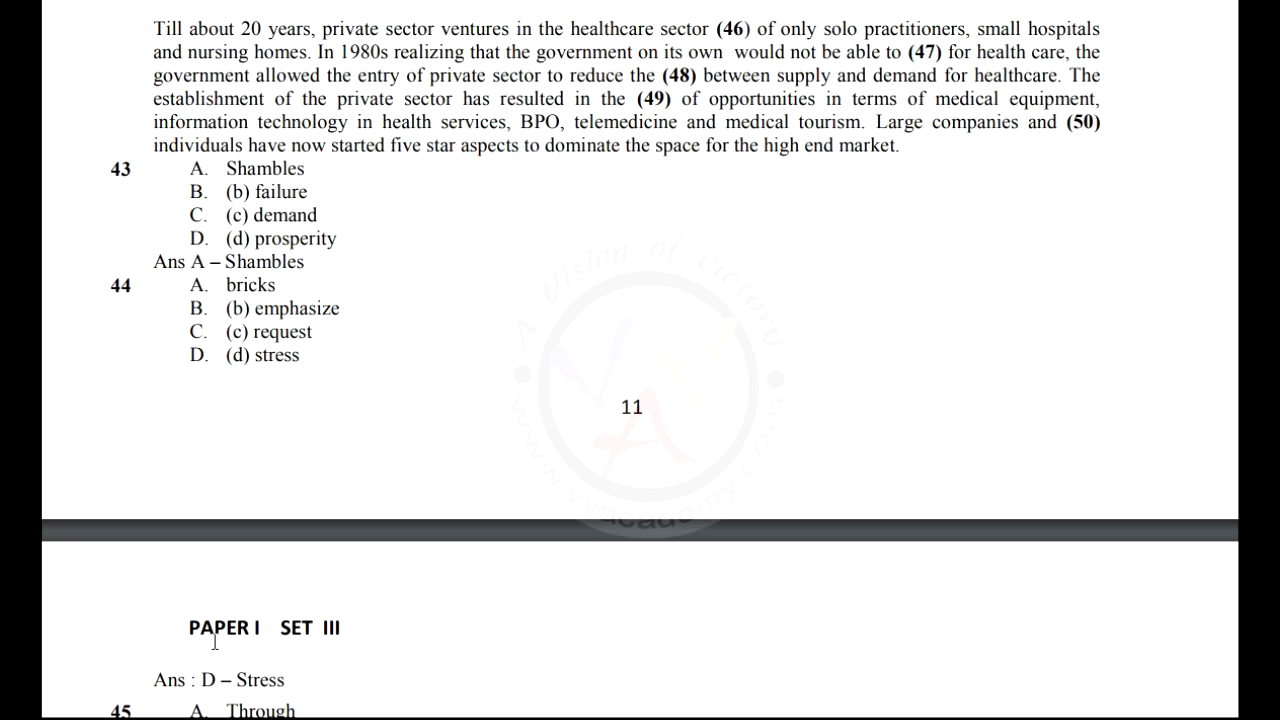 Till about 20 years, private sector ventures in the healthcare sector (46) of only solo practitioners, small hospitals
and nursing homes. In 1980s realizing that the government on its own would not be able to (47) for health care, the
government allowed the entry of private sector to reduce the (48) between supply and demand for healthcare. The
establishment of the private sector has resulted in the (49) of opportunities in terms of medical equipment,
information technology in health services, BPO, telemedicine and medical tourism. Large companies and (50)
individuals have now started five star aspects to dominate the space for the high end market.
43 A. Shambles
B. (b) failure
C. (c) demand
D. (d) prosperity
Ans A – Shambles
44 A. bricks
B. (b) emphasize
C. (c) request
D. (d) stress
A Vision of victory
11
PAPER I SET III
Ans : D – Stress
45 A. Through